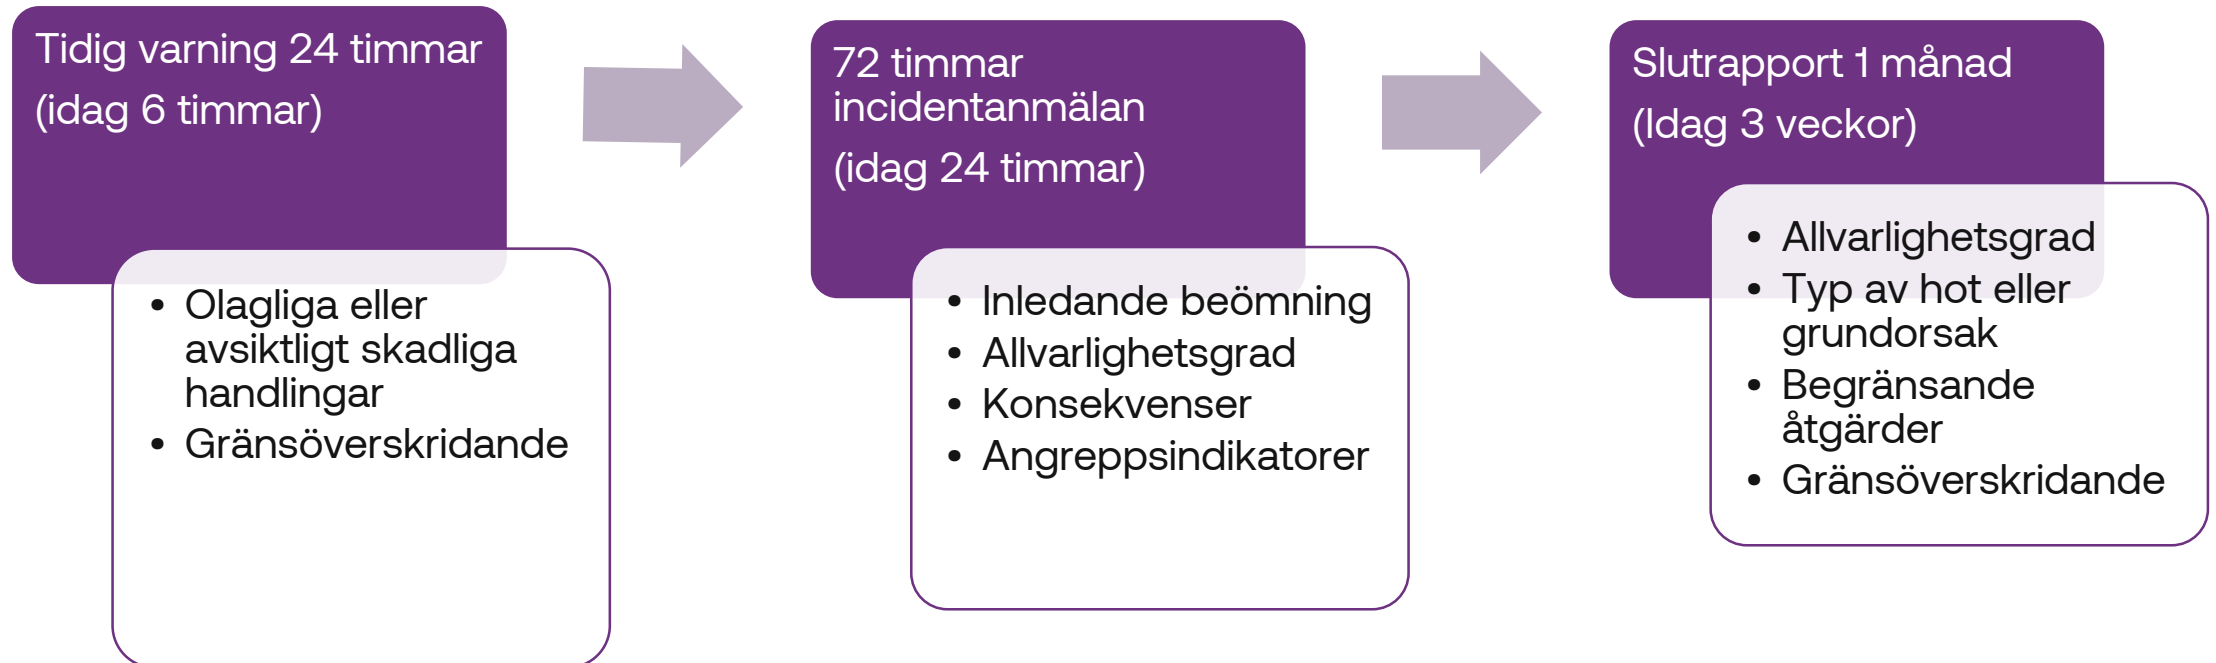 Tidig varning 24 timmar
(idag 6 timmar)
• Olagliga eller
avsiktligt skadliga
handlingar
• Gränsöverskridande
72 timmar
incidentanmälan
(idag 24 timmar)
• Inledande beömning
• Allvarlighetsgrad
• Konsekvenser
• Angreppsindikatorer
Slutrapport 1 månad
(Idag 3 veckor)
• Allvarlighetsgrad
• Typ av hot eller
grundorsak
• Begränsande
åtgärder
• Gränsöverskridande